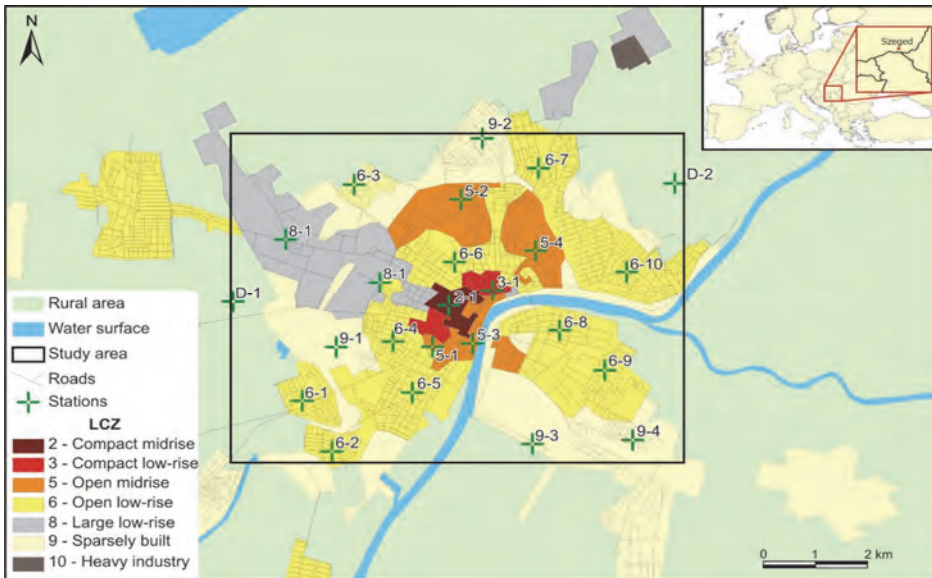 N
Szeged
9-2
6-7
D-2
6-3
5-2
8-1
5-4
6-6
6-10
8-1
3-1
D-1
2-1
6-8
6-4
5-3
9-1
5-1
6-9
6-5
6-1
9-4
9-3
6-2
Rural area
Water surface
Study area
Roads
Stations
LCZ
2 - Compact midrise
3 - Compact low-rise
5 - Open midrise
6 - Open low-rise
8 - Large low-rise
9 - Sparsely built
10 - Heavy industry
0 1 2 km